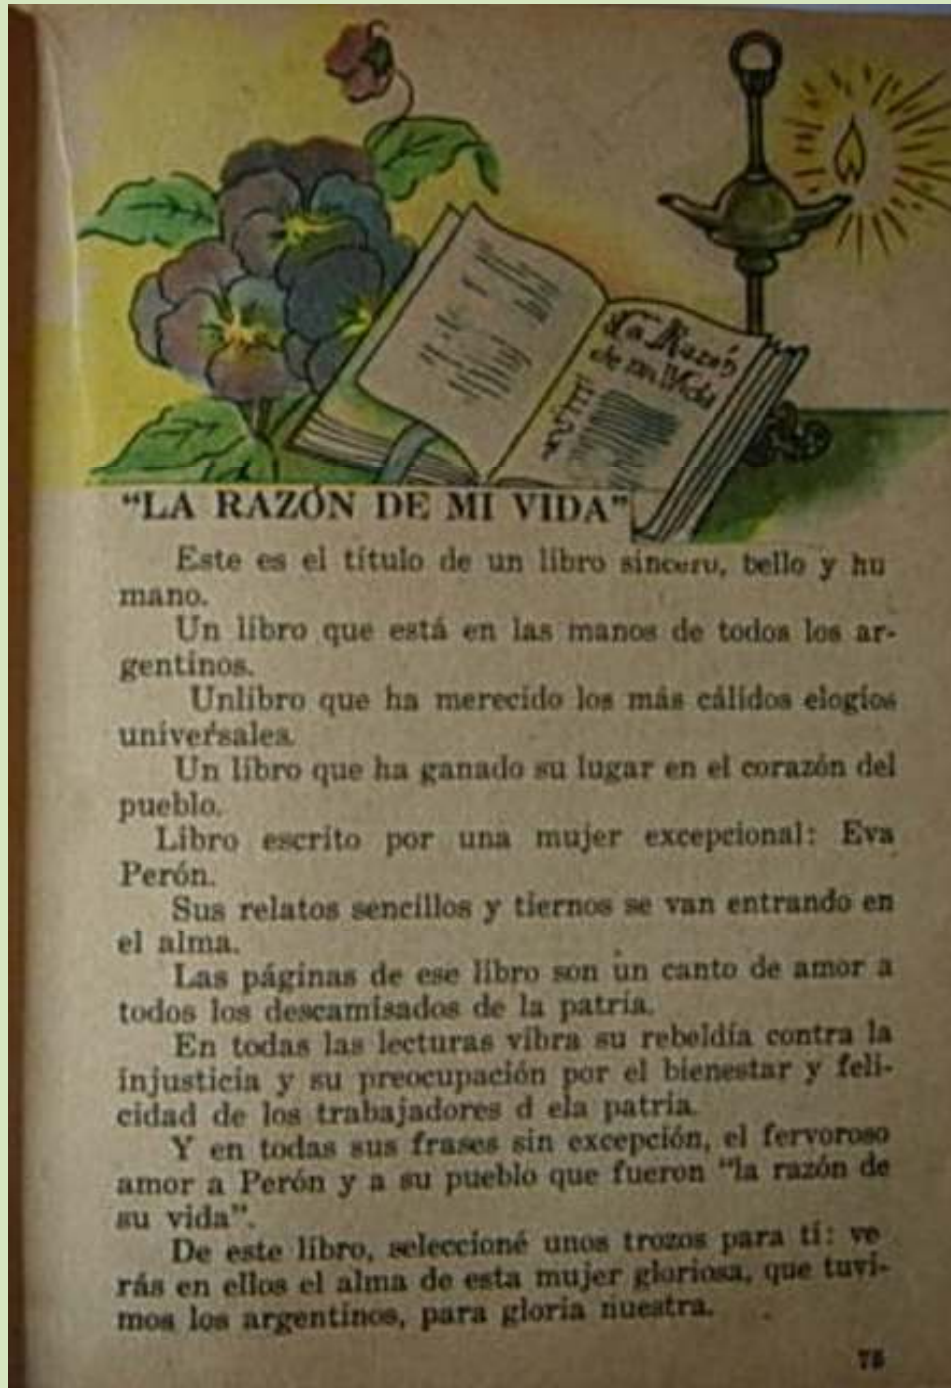 La Razón
de mi Vida
"LA RAZÓN DE MI VIDA"
Este es el título de un libro sincero, bello y hu
mano.
Un libro que está en las manos de todos los ar-
gentinos.
Unlibro que ha merecido los más cálidos elogios
universales.
Un libro que ha ganado su lugar en el corazón del
pueblo.
Libro escrito por una mujer excepcional: Eva
Perón.
Sus relatos sencillos y tiernos se van entrando en
el alma.
Las páginas de ese libro son un canto de amor a
todos los descamisados de la patria.
En todas las lecturas vibra su rebeldía contra la
injusticia y su preocupación por el bienestar y feli-
cidad de los trabajadores d ela patria.
Y en todas sus frases sin excepción, el fervoroso
amor a Perón y a su pueblo que fueron "la razón de
su vida".
De este libro, seleccioné unos trozos para tí: ve
rás en ellos el alma de esta mujer gloriosa, que tuvi-
mos los argentinos, para gloria nuestra.
75